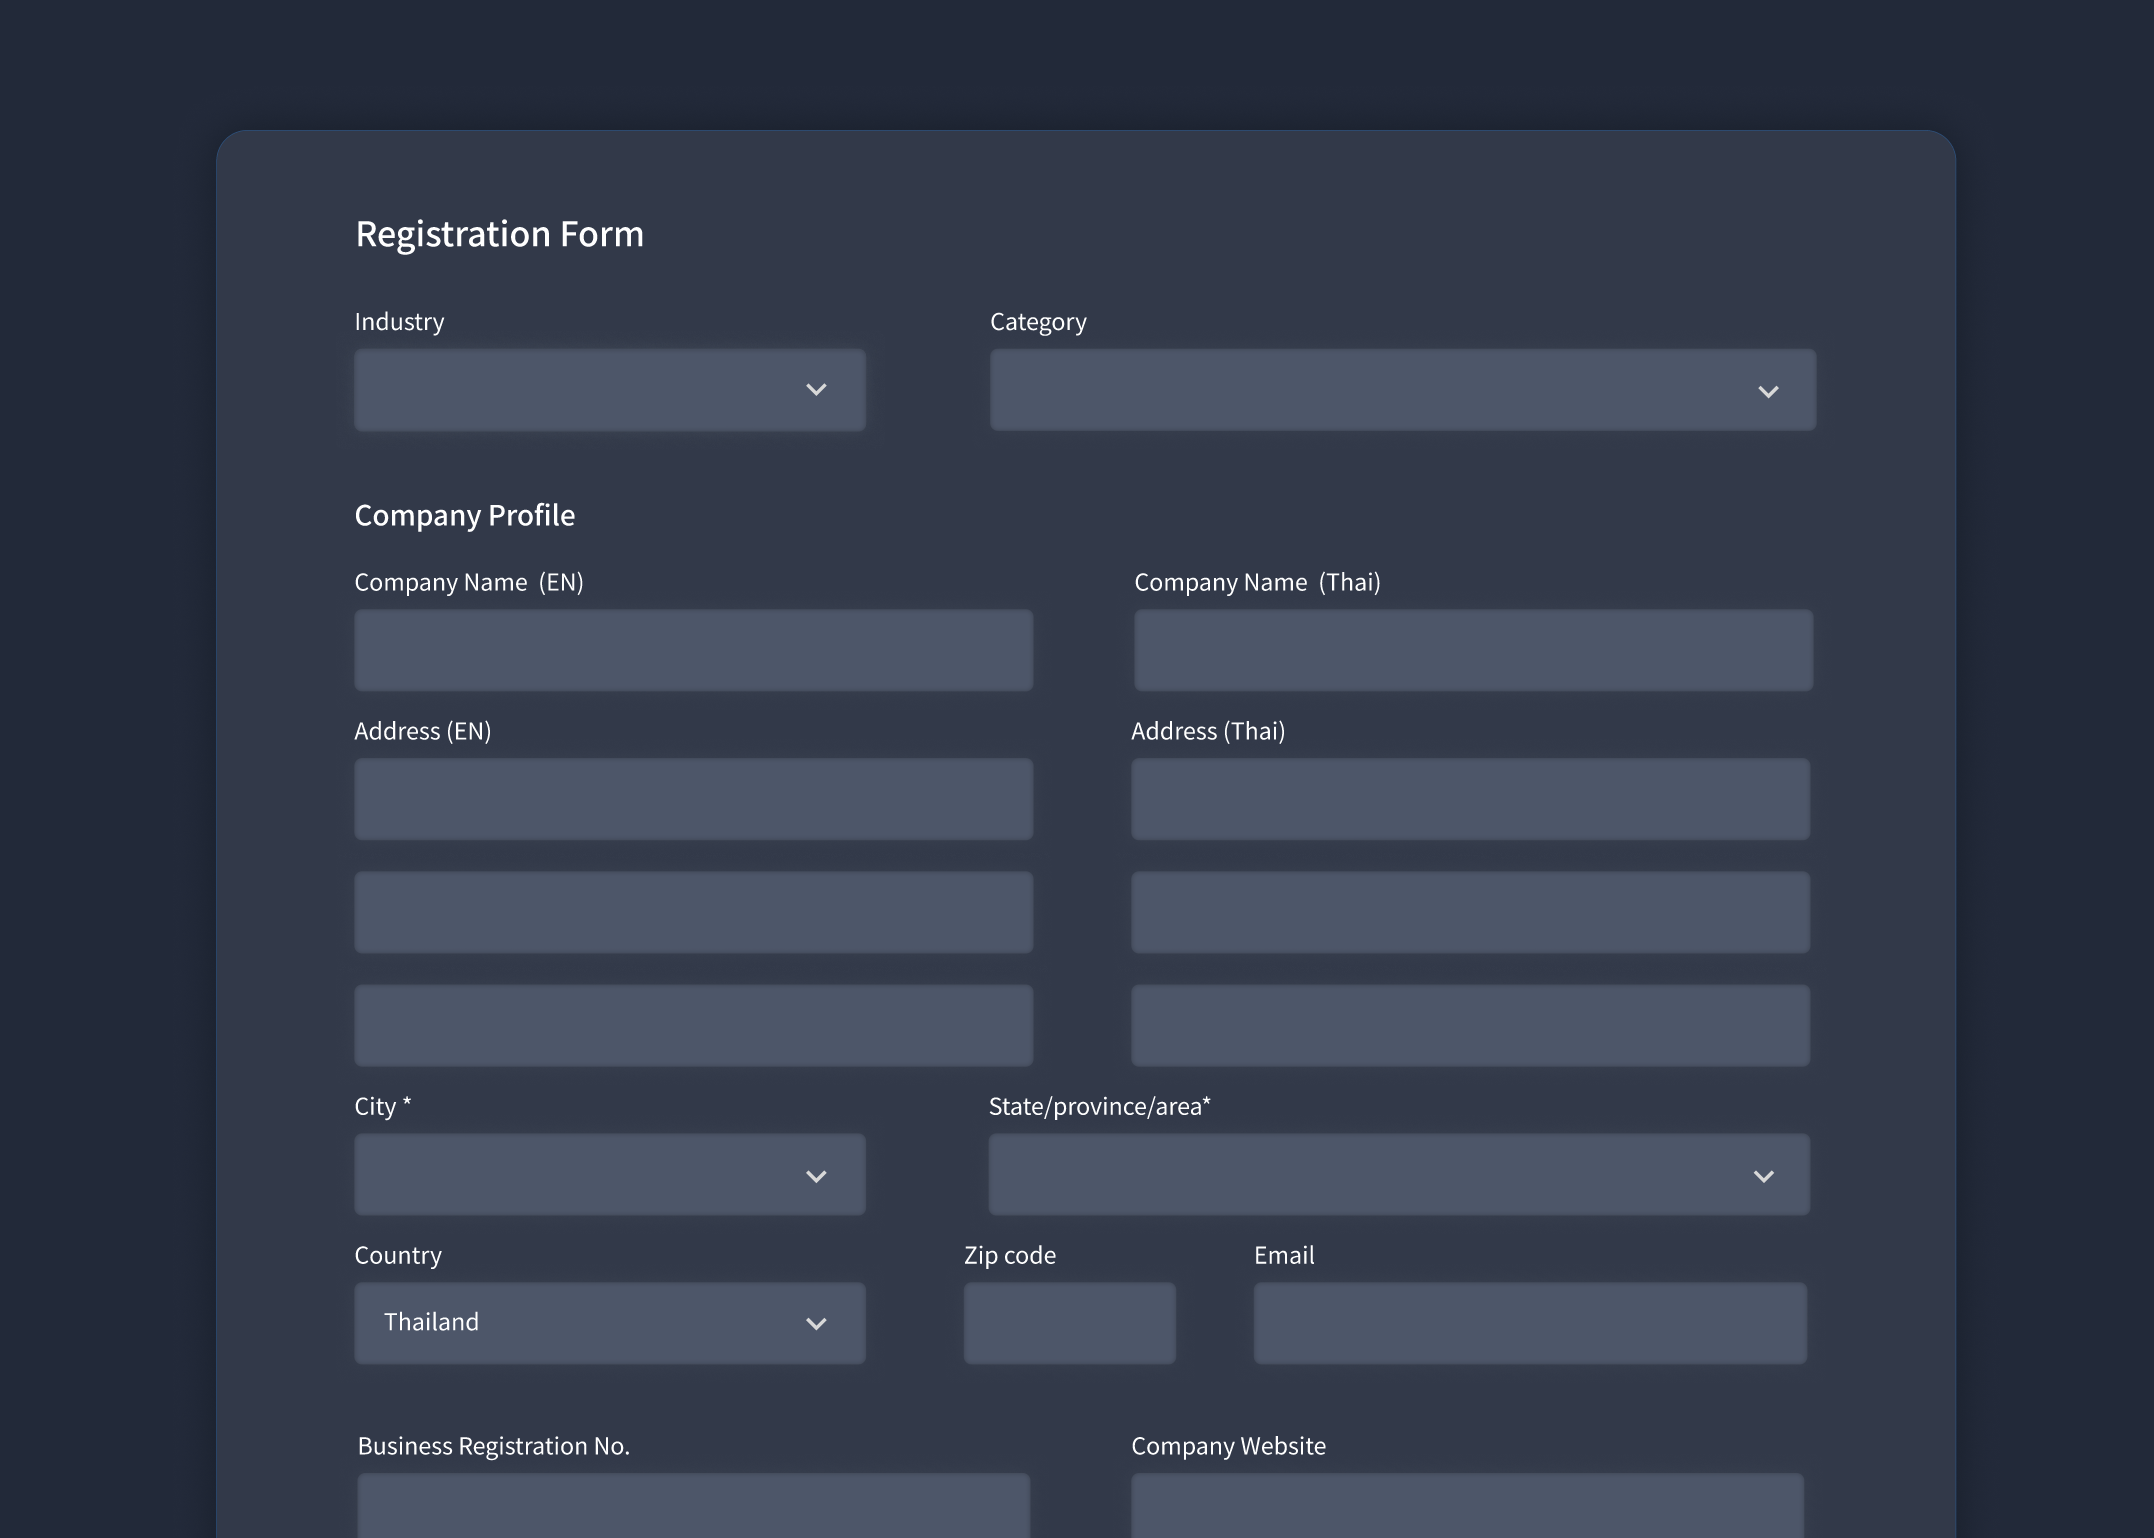 Registration Form
Industry
Category
Company Profile
Company Name  (EN)
Company Name  (Thai)
Address (EN)
Address (Thai)
City *
State/province/area*
Country
Zip code
Email
Thailand
Business Registration No.
Company Website